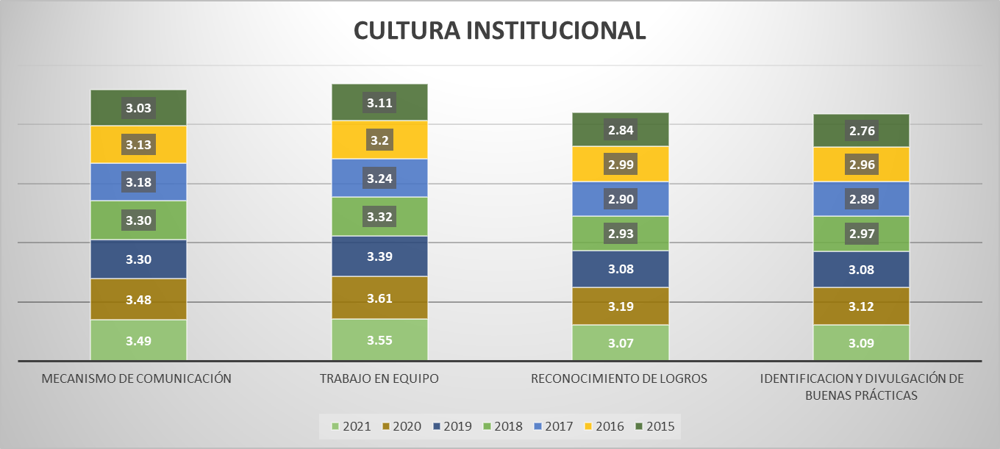 CULTURA INSTITUCIONAL
3.03 3.11 2.84 2.76
3.13 3.2 2.99 2.96
3.18 3.24 2.90 2.89
3.30 3.32 2.93 2.97
3.30 3.39 3.08 3.08
3.48 3.61 3.19 3.12
3.49 3.55 3.07 3.09
MECANISMO DE COMUNICACIÓN TRABAJO EN EQUIPO RECONOCIMIENTO DE LOGROS IDENTIFICACION Y DIVULGACIÓN DE
BUENAS PRÁCTICAS
2021 2020 2019 2018 2017 2016 2015